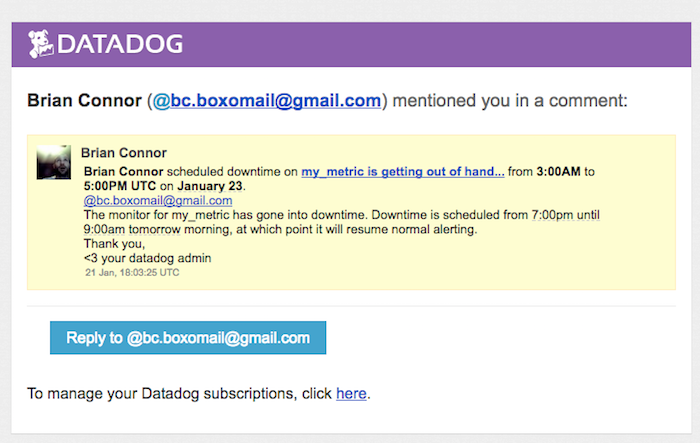 DATADOG
Brian Connor (@bc.boxomail@gmail.com) mentioned you in a comment:
Brian Connor
Brian Connor scheduled downtime on my_metric is getting out of hand... from 3:00AM to
5:00PM UTC on January 23.
@bc.boxomail@gmail.com
The monitor for my_metric has gone into downtime. Downtime is scheduled from 7:00pm until
9:00am tomorrow morning, at which point it will resume normal alerting.
Thank you,
<3 your datadog admin
21 Jan, 18:03:25 UTC
Reply to @bc.boxomail@gmail.com
To manage your Datadog subscriptions, click here.